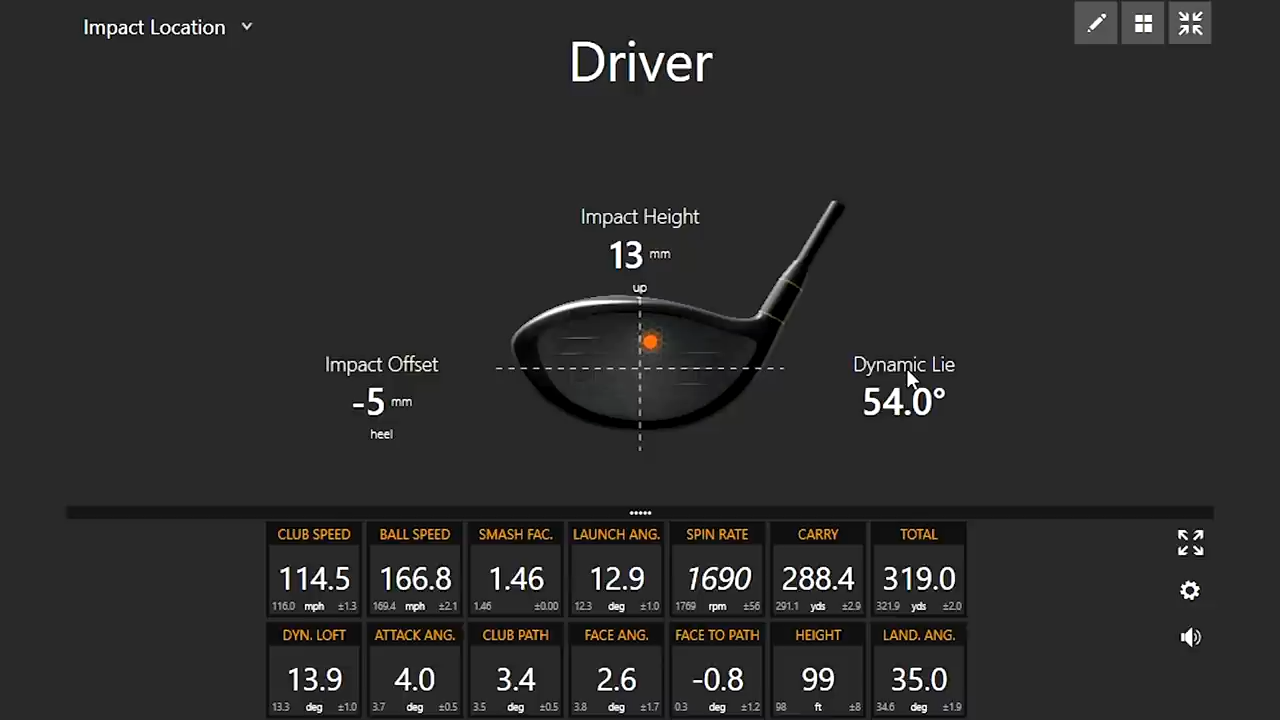 Impact Location
Driver
Impact Height
13 mm
up
Impact Offset
-5 mm
heel
Dynamic Lie
54.0°
CLUB SPEED BALL SPEED SMASH FAC. LAUNCH ANG. SPIN RATE CARRY TOTAL
114.5 166.8 1.46 12.9 1690 288.4 319.0
116.0 mph ±1.3 169.4 mph ±2.1 1.46 ±0.00 12.3 deg ±1.0 1769 rpm ±56 291.1 yds ±2.9 321.9 yds ±2.0
DYN. LOFT ATTACK ANG. CLUB PATH FACE ANG. FACE TO PATH HEIGHT LAND. ANG.
13.9 4.0 3.4 2.6 -0.8 99 35.0
13.3 deg ±1.0 3.7 deg ±0.5 3.5 deg ±0.5 3.8 deg ±1.7 0.3 deg ±1.2 98 ft ±8 34.6 deg ±1.9